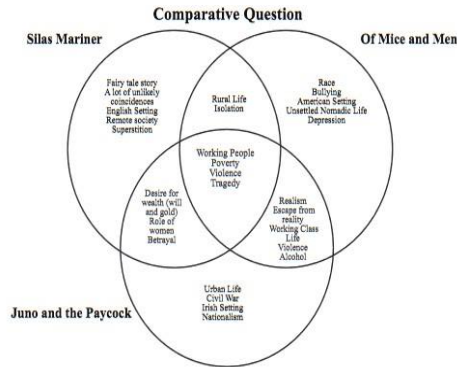 Comparative Question
Silas Mariner
Of Mice and Men
Fairy tale story
A lot of unlikely
coincidences
English Setting
Remote society
Superstition
Rural Life
Isolation
Race
Bullying
American Setting
Unsettled Nomadic Life
Depression
Working People
Poverty
Violence
Tragedy
Desire for
wealth (will
and gold)
Role of
women
Betrayal
Realism
Escape from
reality
Working Class
Life
Violence
Alcohol
Juno and the Paycock
Urban Life
Civil War
Irish Setting
Nationalism